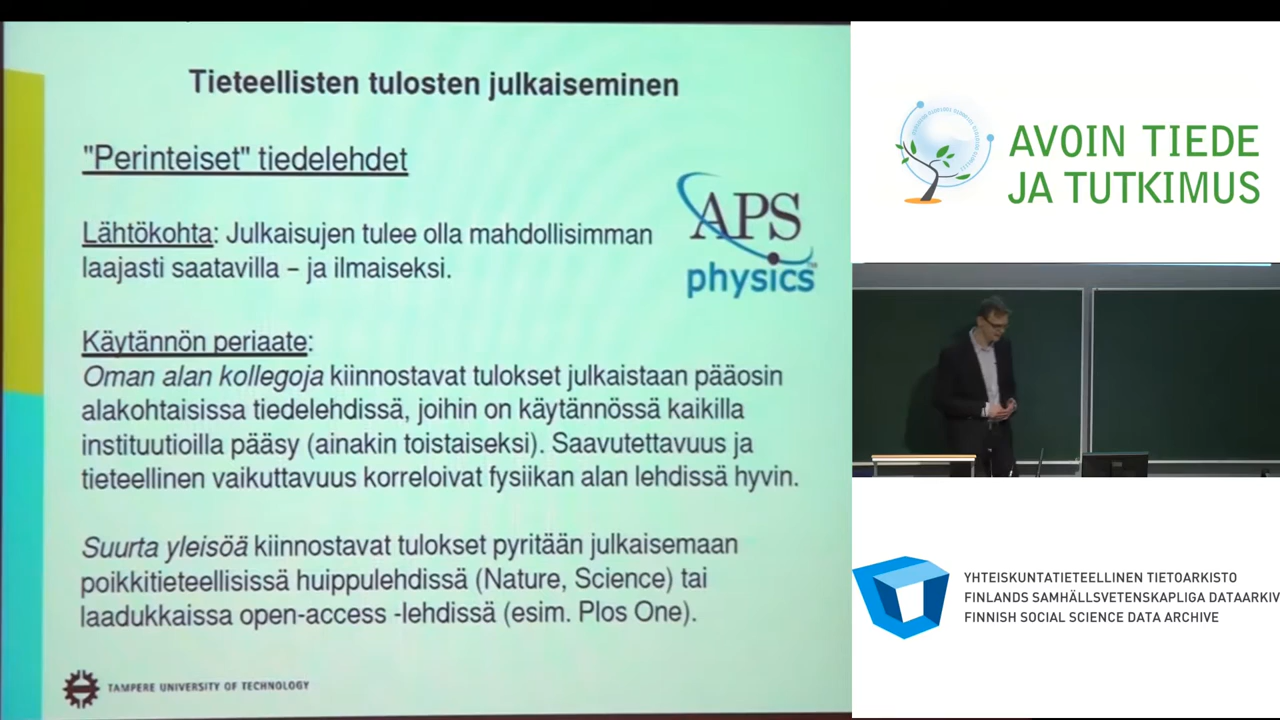 Tieteellisten tulosten julkaiseminen
"Perinteiset" tiedelehdet
Lähtökohta: Julkaisujen tulee olla mahdollisimman
laajasti saatavilla – ja ilmaiseksi.
APS
physics™
Käytännön periaate:
Oman alan kollegoja kiinnostavat tulokset julkaistaan pääosin
alakohtaisissa tiedelehdissä, joihin on käytännössä kaikilla
instituutioilla pääsy (ainakin toistaiseksi). Saavutettavuus ja
tieteellinen vaikuttavuus korreloivat fysiikan alan lehdissä hyvin.
Suurta yleisöä kiinnostavat tulokset pyritään julkaisemaan
poikkitieteellisissä huippulehdissä (Nature, Science) tai
laadukkaissa open-access -lehdissä (esim. Plos One).
TAMPERE UNIVERSITY OF TECHNOLOGY
AVOIN TIEDE
JA TUTKIMUS
YHTEISKUNTATIETEELLINEN TIETOARKISTO
FINLANDS SAMHÄLLSVETENSKAPLIGA DATAARKIV
FINNISH SOCIAL SCIENCE DATA ARCHIVE